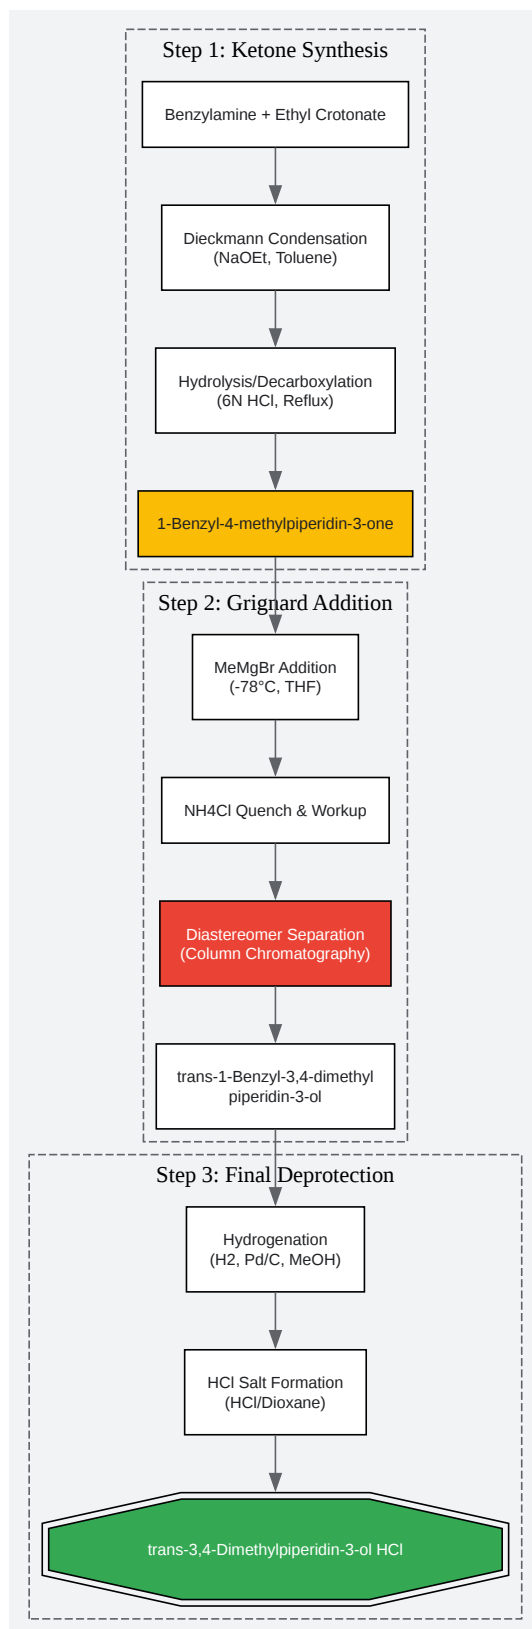 Step 1: Ketone Synthesis
Benzylamine + Ethyl Crotonate
Dieckmann Condensation
(NaOEt, Toluene)
Hydrolysis/Decarboxylation
(6N HCl, Reflux)
1-Benzyl-4-methylpiperidin-3-one
Step 2: Grignard Addition
MeMgBr Addition
(-78°C, THF)
NH4Cl Quench & Workup
Diastereomer Separation
(Column Chromatography)
trans-1-Benzyl-3,4-dimethyl
piperidin-3-ol
Step 3: Final Deprotection
Hydrogenation
(H2, Pd/C, MeOH)
HCl Salt Formation
(HCl/Dioxane)
trans-3,4-Dimethylpiperidin-3-ol HCl